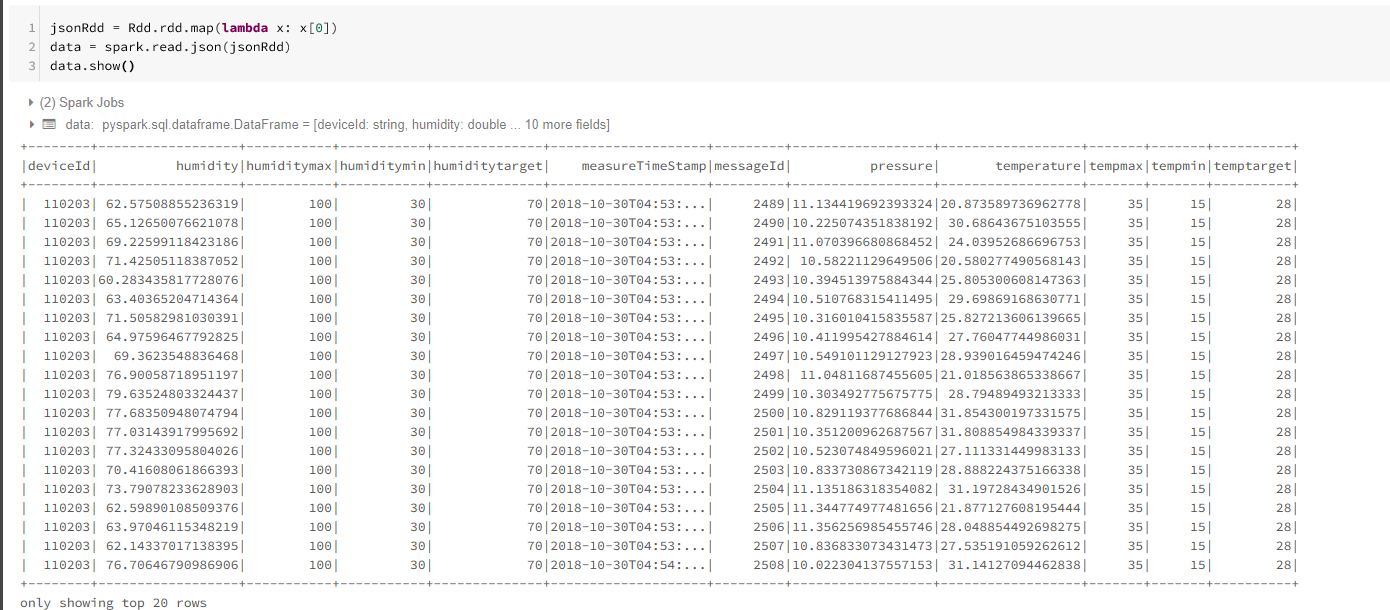 1 jsonRdd = Rdd.rdd.map(lambda x: x[0])
2 data = spark.read.json(jsonRdd)
3 data.show()
(2) Spark Jobs
data: pyspark.sql.dataframe.DataFrame = [deviceId: string, humidity: double ... 10 more fields]
+--------+------------------+-----------+-----------+--------------+--------------------+---------+------------------+------------------+-------+-------+----------+
|deviceId|          humidity|humiditymax|humiditymin|humiditytarget|    measureTimeStamp|messageId|          pressure|       temperature|tempmax|tempmin|temptarget|
+--------+------------------+-----------+-----------+--------------+--------------------+---------+------------------+------------------+-------+-------+----------+
|  110203| 62.57508855236319|        100|         30|            70|2018-10-30T04:53:...|     2489|11.134419692393324|20.873589736962778|     35|     15|        28|
|  110203| 65.12650076621078|        100|         30|            70|2018-10-30T04:53:...|     2490|10.225074351838192| 30.68643675103555|     35|     15|        28|
|  110203| 69.22599118423186|        100|         30|            70|2018-10-30T04:53:...|     2491|11.070396680868452| 24.03952686696753|     35|     15|        28|
|  110203| 71.42505118387052|        100|         30|            70|2018-10-30T04:53:...|     2492| 10.58221129649506|20.580277490568143|     35|     15|        28|
|  110203|60.283435817728076|        100|         30|            70|2018-10-30T04:53:...|     2493|10.394513975884344|25.805300608147363|     35|     15|        28|
|  110203| 63.40365204714364|        100|         30|            70|2018-10-30T04:53:...|     2494|10.510768315411495| 29.69869168630771|     35|     15|        28|
|  110203| 71.50582981030391|        100|         30|            70|2018-10-30T04:53:...|     2495|10.316010415835587|25.827213606139665|     35|     15|        28|
|  110203| 64.97596467792825|        100|         30|            70|2018-10-30T04:53:...|     2496|10.411995427884614| 27.76047744986031|     35|     15|        28|
|  110203|  69.3623548836468|        100|         30|            70|2018-10-30T04:53:...|     2497|10.549101129127923|28.939016459474246|     35|     15|        28|
|  110203| 76.90058718951197|        100|         30|            70|2018-10-30T04:53:...|     2498| 11.04811687455605|21.018563865338667|     35|     15|        28|
|  110203| 79.63524803324437|        100|         30|            70|2018-10-30T04:53:...|     2499|10.303492775675775| 28.79489493213333|     35|     15|        28|
|  110203| 77.68350948074794|        100|         30|            70|2018-10-30T04:53:...|     2500|10.829119377686844|31.854300197331575|     35|     15|        28|
|  110203| 77.03143917995692|        100|         30|            70|2018-10-30T04:53:...|     2501|10.351200962687567|31.808854984339337|     35|     15|        28|
|  110203| 77.32433095804026|        100|         30|            70|2018-10-30T04:53:...|     2502|10.523074849596021|27.111331449983133|     35|     15|        28|
|  110203| 70.41608061866393|        100|         30|            70|2018-10-30T04:53:...|     2503|10.833730867342119|28.888224375166338|     35|     15|        28|
|  110203| 73.79078233628903|        100|         30|            70|2018-10-30T04:53:...|     2504|11.135186318354082| 31.19728434901526|     35|     15|        28|
|  110203| 62.59890108509376|        100|         30|            70|2018-10-30T04:53:...|     2505|11.344774977481656|21.877127608195444|     35|     15|        28|
|  110203| 63.97046115348219|        100|         30|            70|2018-10-30T04:53:...|     2506|11.356256985455746|28.048854492698275|     35|     15|        28|
|  110203| 62.14337017138395|        100|         30|            70|2018-10-30T04:53:...|     2507|10.836833073431473|27.535191059262612|     35|     15|        28|
|  110203| 76.70646790986906|        100|         30|            70|2018-10-30T04:54:...|     2508|10.022304137557153| 31.14127094462838|     35|     15|        28|
+--------+------------------+-----------+-----------+--------------+--------------------+---------+------------------+------------------+-------+-------+----------+
only showing top 20 rows